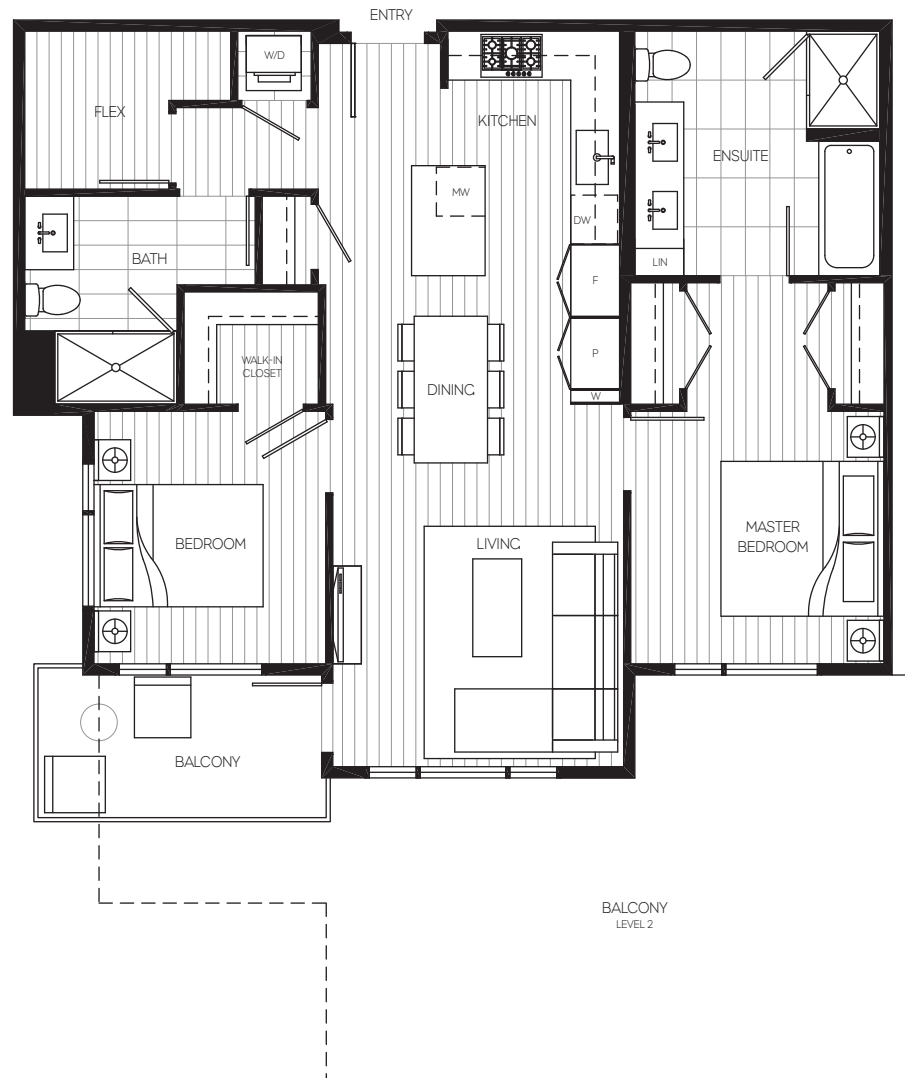 ENTRY
W/D
FLEX
KITCHEN
ENSUITE
MW
DW
BATH
LIN
F
WALK-IN
CLOSET
P
DINING
W
BEDROOM
LIVING
MASTER
BEDROOM
BALCONY
BALCONY
LEVEL 2